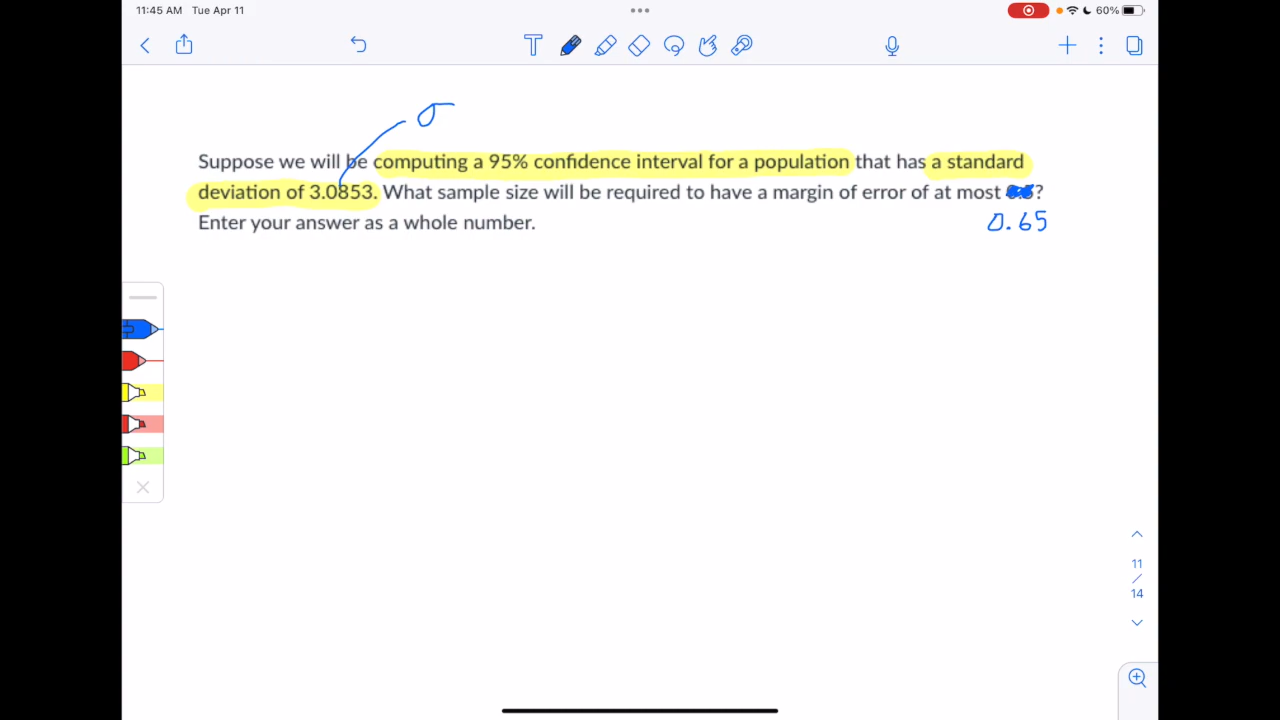 11:45 AM Tue Apr 11
60%
T
σ
Suppose we will be computing a 95% confidence interval for a population that has a standard
deviation of 3.0853. What sample size will be required to have a margin of error of at most ?
Enter your answer as a whole number.
0.65
11
/
14